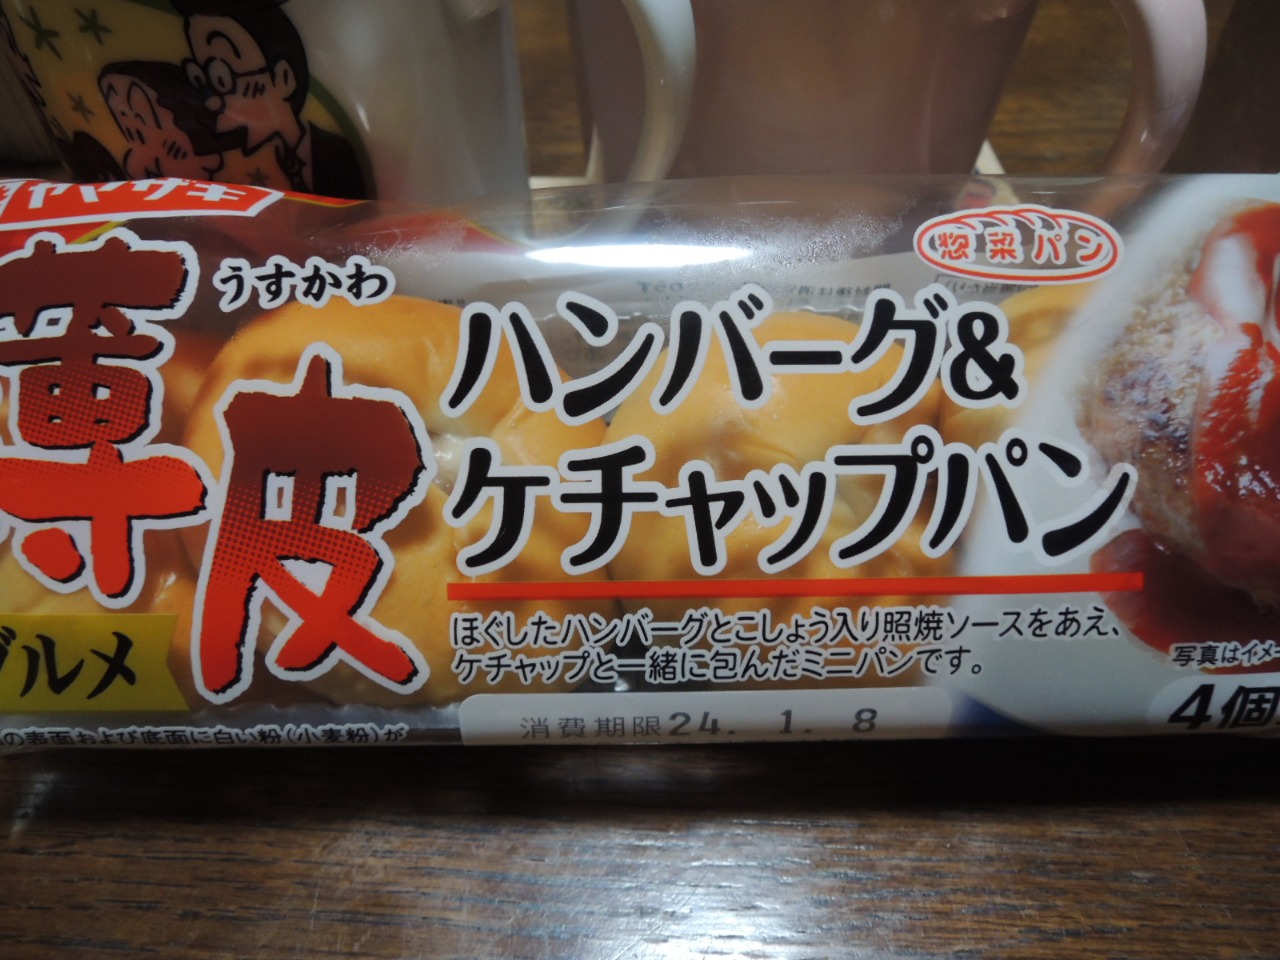 ヤマザキ
惣菜パン
うすかわ
薄皮
ハンバーグ&
ケチャップパン
ほぐしたハンバーグとこしょう入り照焼ソースをあえ、
ケチャップと一緒に包んだミニパンです。
グルメ
写真はイメー
4個
消費期限24. 1. 8
の表面および底面に白い粉(小麦粉)が